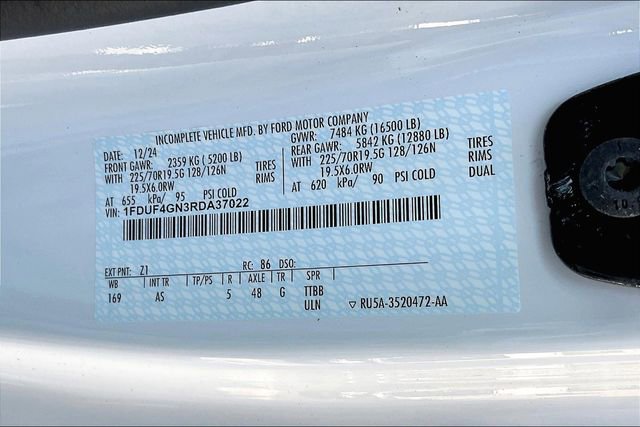 INCOMPLETE VEHICLE MFD. BY FORD MOTOR COMPANY
DATE: 12/24 GVWR: 7484 KG (16500 LB)
FRONT GAWR: 2359 KG ( 5200 LB) REAR GAWR: 5842 KG (12880 LB)
WITH 225/70R19.5G 128/126N TIRES WITH 225/70R19.5G 128/126N TIRES
19.5X6.0RW RIMS 19.5X6.0RW RIMS
AT 655 kPa/ 95 PSI COLD AT 620 kPa/ 90 PSI COLD DUAL
VIN: 1FDUF4GN3RDA37022
EXT PNT: Z1 RC: 86 DSO:
WB INT TR TP/PS R AXLE TR SPR
169 AS 5 48 G TTBB
ULN ▽ RU5A-3520472-AA